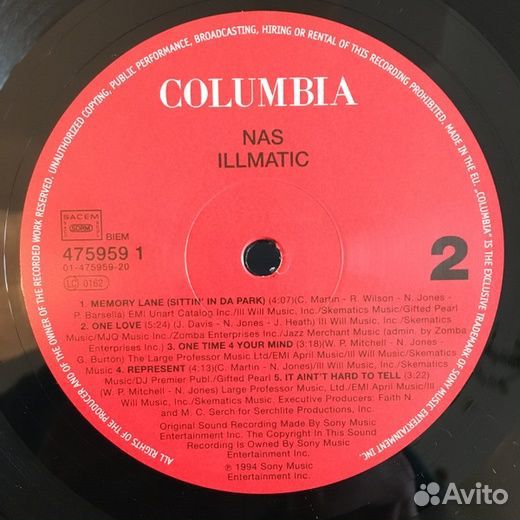 UNAUTHORIZED COPYING, PUBLIC PERFORMANCE, BROADCASTING, HIRING OR RENTAL OF THIS RECORDING PROHIBITED. MADE IN THE EU. „COLUMBIA" IS THE EXCLUSIVE TRADEMARK OF SONY MUSIC ENTERTAINMENT INC.
ALL RIGHTS OF THE PRODUCER AND OF THE OWNER OF THE RECORDED WORK RESERVED.
COLUMBIA
NAS
ILLMATIC
SACEM
SDRM
BIEM
475959 1
01-475959-20
LC 0162
2
1. MEMORY LANE (SITTIN' IN DA PARK) (4:07)(C. Martin - R. Wilson - N. Jones -
P. Barsella) EMI Unart Catalog Inc./Ill Will Music Inc./Skematics Music/Gifted Pearl
2. ONE LOVE (5:24) (J. Davis - N. Jones - J. Heath) Ill Will Music, Inc./Skematics
Music/MJQ Music Inc./Zomba Enterprises Inc./Jazz Merchant Music (admin. by Zomba
Enterprises Inc.) 3. ONE TIME 4 YOUR MIND (3:18)(W. P. Mitchell - N. Jones -
G. Burton) The Large Professor Music Ltd/EMI April Music/Ill Will Music/Skematics
Music 4. REPRESENT (4:13)(C. Martin - N. Jones)/Ill Will Music, Inc./Skematics
Music/DJ Premier Publ./Gifted Pearl 5. IT AIN'T HARD TO TELL (3:22)
(W. P. Mitchell - N. Jones) Large Professor Music, Ltd./EMI April Music/Ill
Will Music, Inc./Skematics Music. Executive Producers: Faith N.
and M. C. Serch for Serchlite Productions, Inc.
Original Sound Recording Made By Sony Music
Entertainment Inc. The Copyright In This Sound
Recording Is Owned By Sony Music
Entertainment Inc.
℗ 1994 Sony Music
Entertainment Inc.
Avito